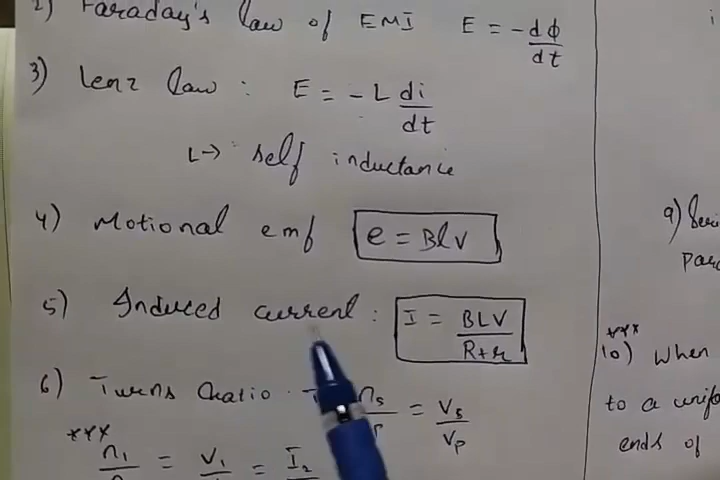 2) Faraday's law of EMI E = -dϕ/dt
3) Lenz law : E = - L di/dt
L → self inductance
4) Motional emf e = Blv
5) Induced current : I = BLV/R+r
6) Turns Ratio ns = Vs/Vp
***
n1 = V1 = I2
9)
***
10) When
to a
ends of